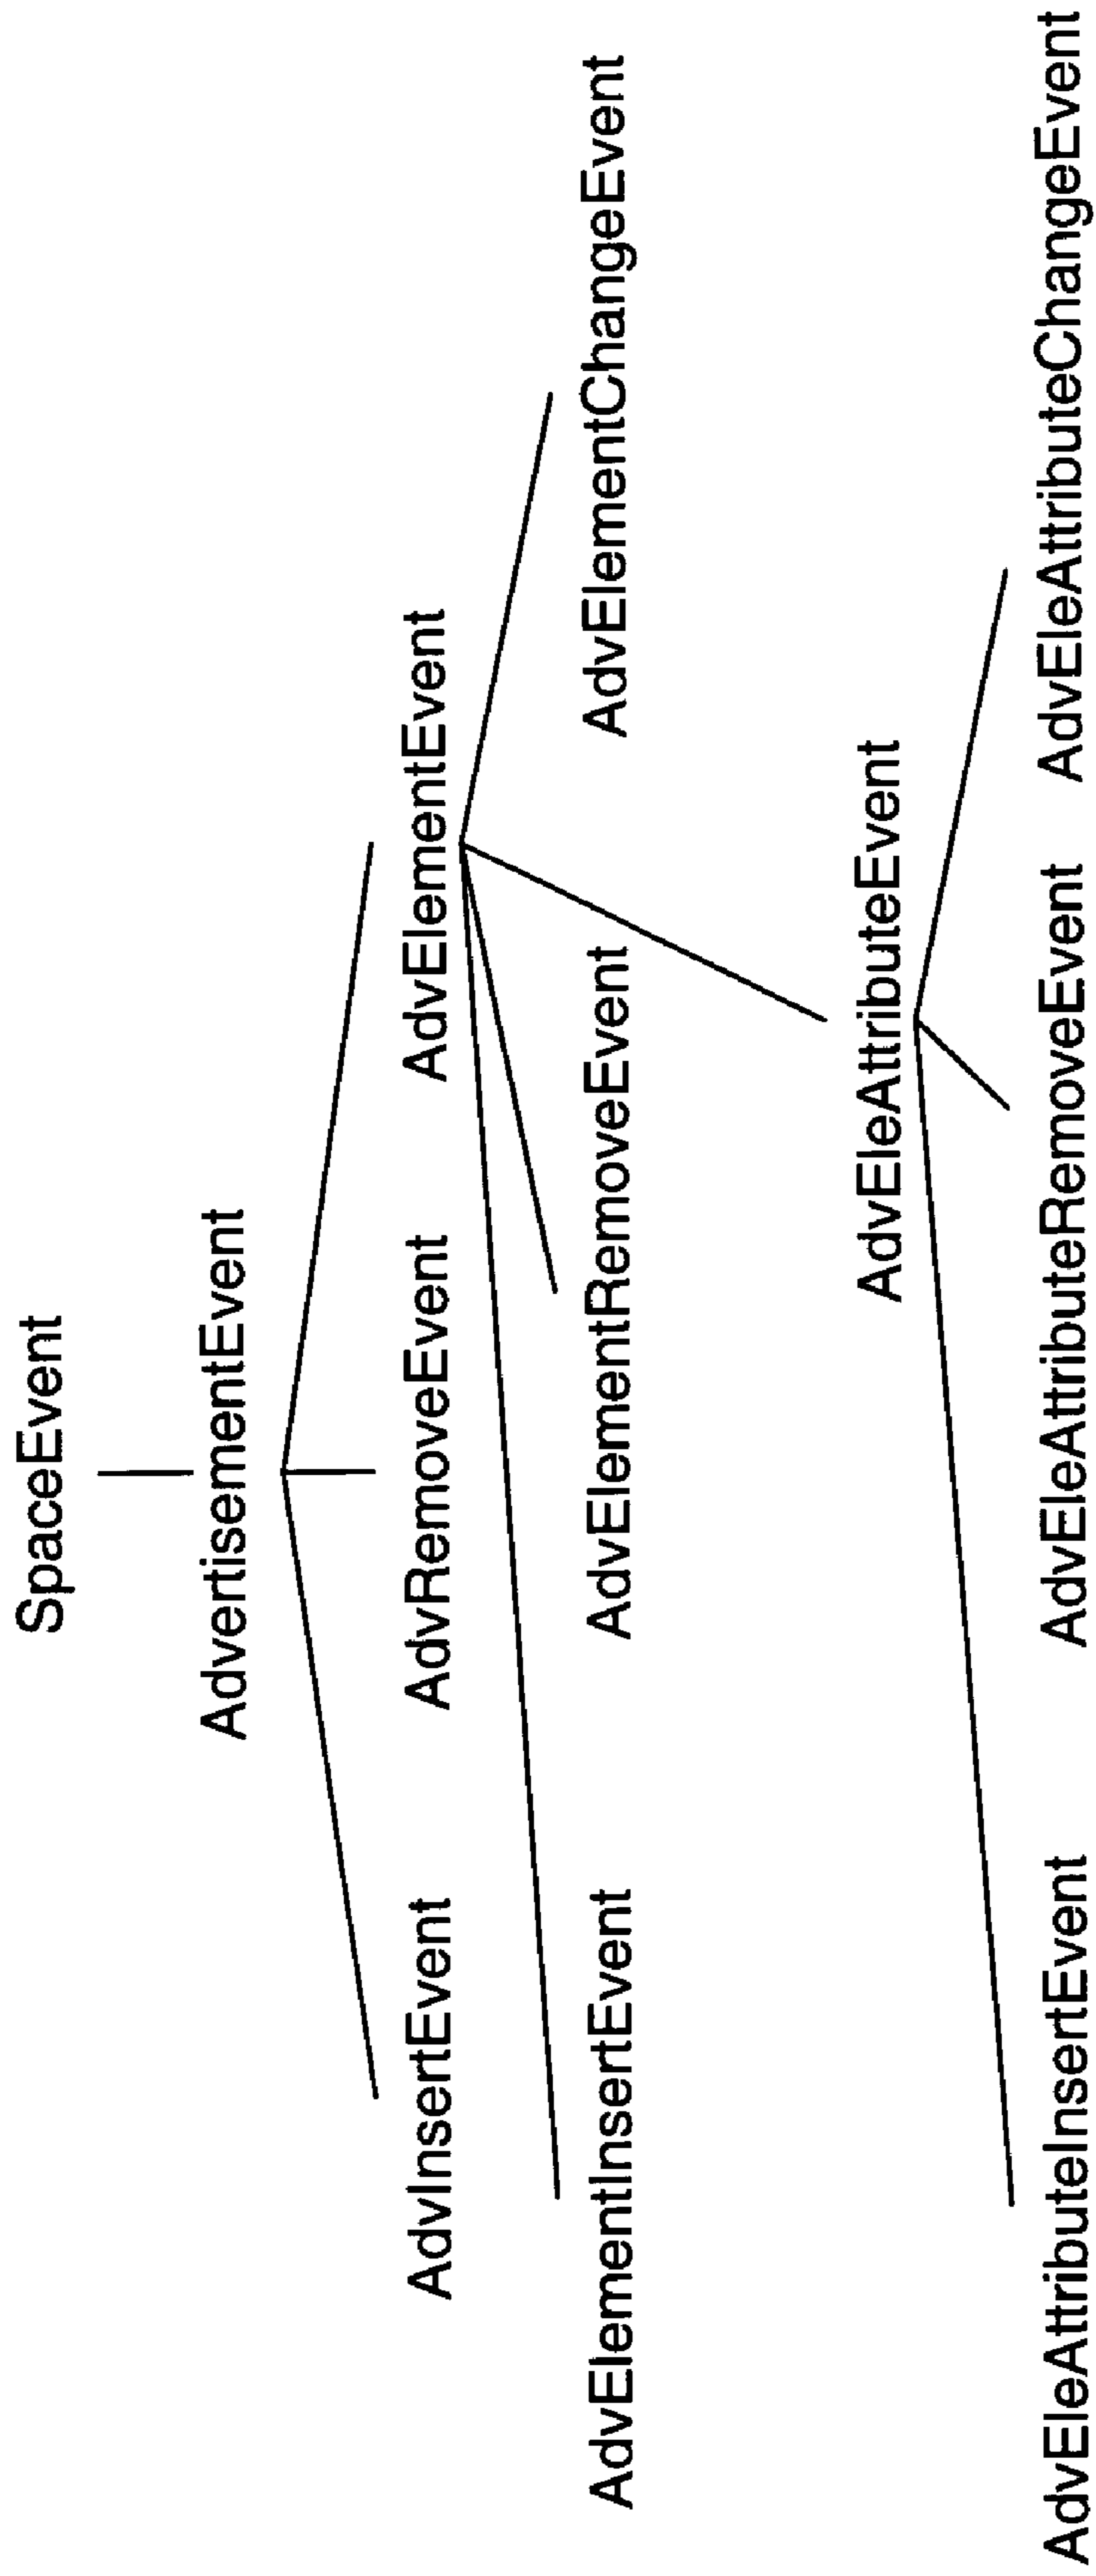 SpaceEvent
AdvertisementEvent
AdvInsertEvent AdvRemoveEvent AdvElementEvent
AdvElementInsertEvent AdvElementRemoveEvent AdvElementChangeEvent
AdvEleAttributeEvent
AdvEleAttributeInsertEvent AdvEleAttributeRemoveEvent AdvEleAttributeChangeEvent